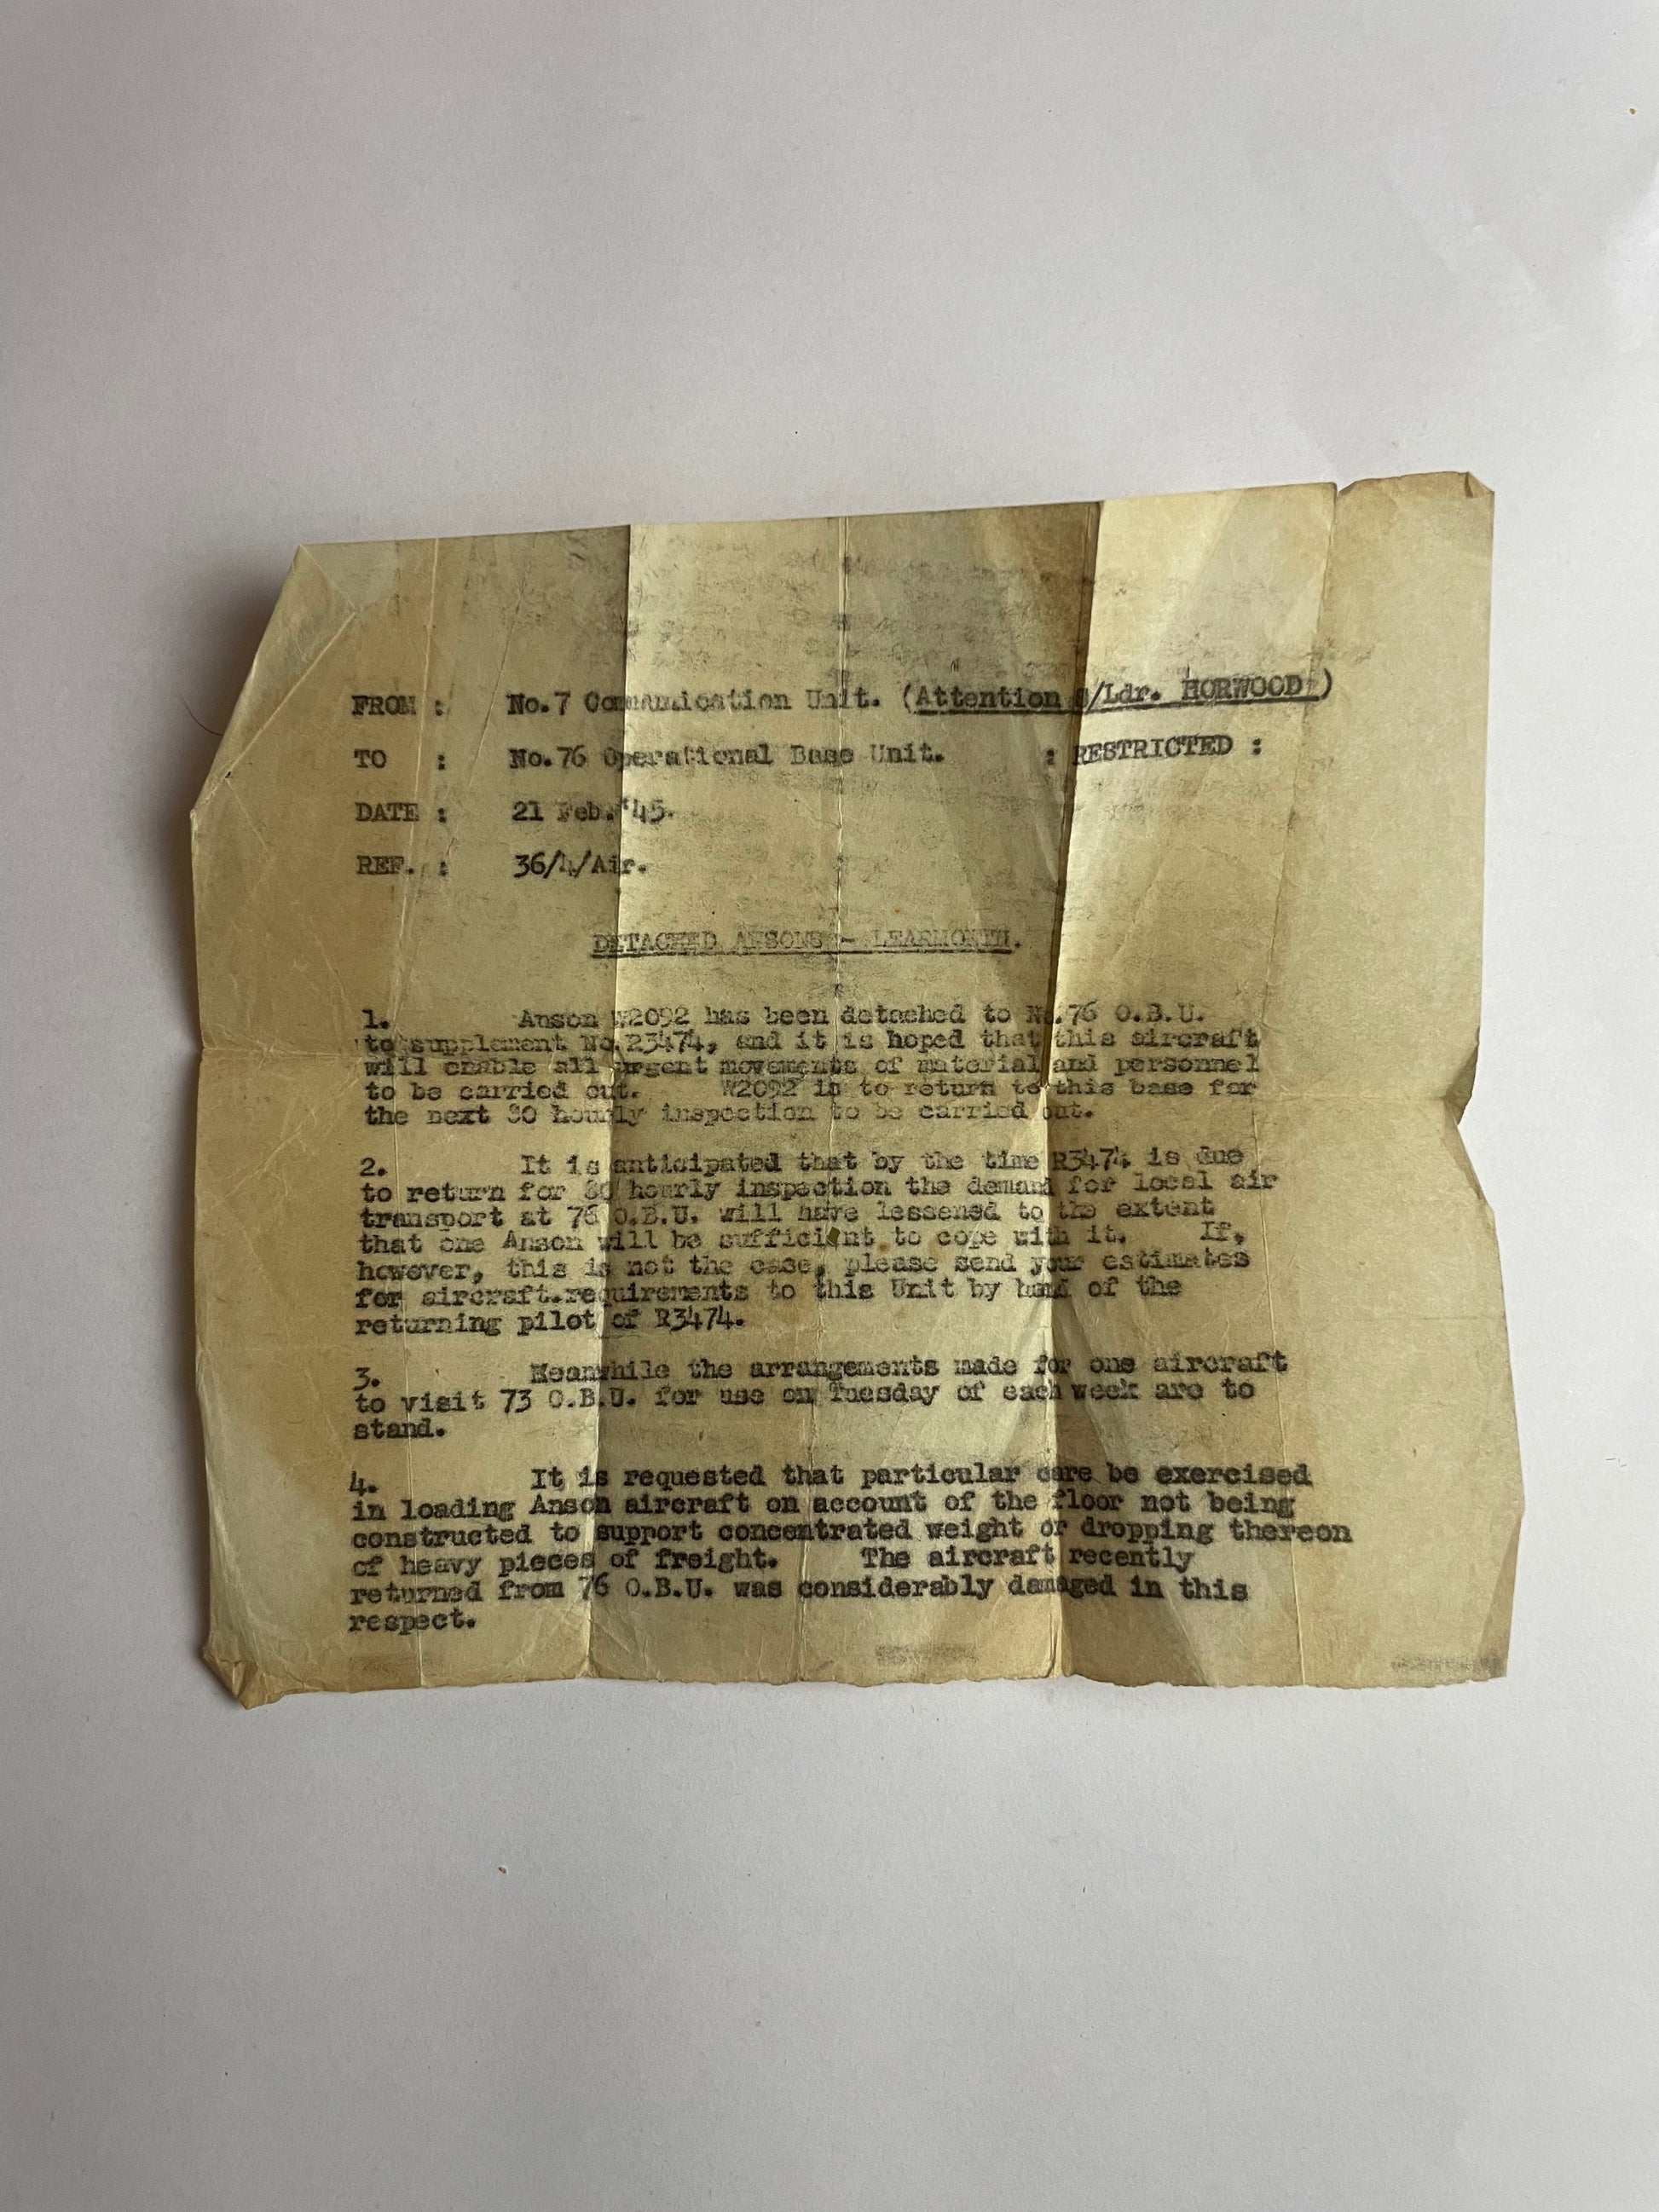 FROM : No.7 Communication Unit. (Attention S/Ldr. HORWOOD )
TO : No.76 Operational Base Unit. : RESTRICTED :
DATE : 21 Feb.'45.
REF. : 36/4/Air.
DETACHED ANSONS - LEARMONTH.
1. Anson W2092 has been detached to No.76 O.B.U.
to supplement No.R3474, and it is hoped that this aircraft
will enable all urgent movements of material and personnel
to be carried out. W2092 is to return to this base for
the next 80 hourly inspection to be carried out.
2. It is anticipated that by the time R3474 is due
to return for 80 hourly inspection the demand for local air
transport at 76 O.B.U. will have lessened to the extent
that one Anson will be sufficient to cope with it. If,
however, this is not the case, please send your estimates
for aircraft.requirements to this Unit by hand of the
returning pilot of R3474.
3. Meanwhile the arrangements made for one aircraft
to visit 73 O.B.U. for use on Tuesday of each week are to
stand.
4. It is requested that particular care be exercised
in loading Anson aircraft on account of the floor not being
constructed to support concentrated weight or dropping thereon
of heavy pieces of freight. The aircraft recently
returned from 76 O.B.U. was considerably damaged in this
respect.